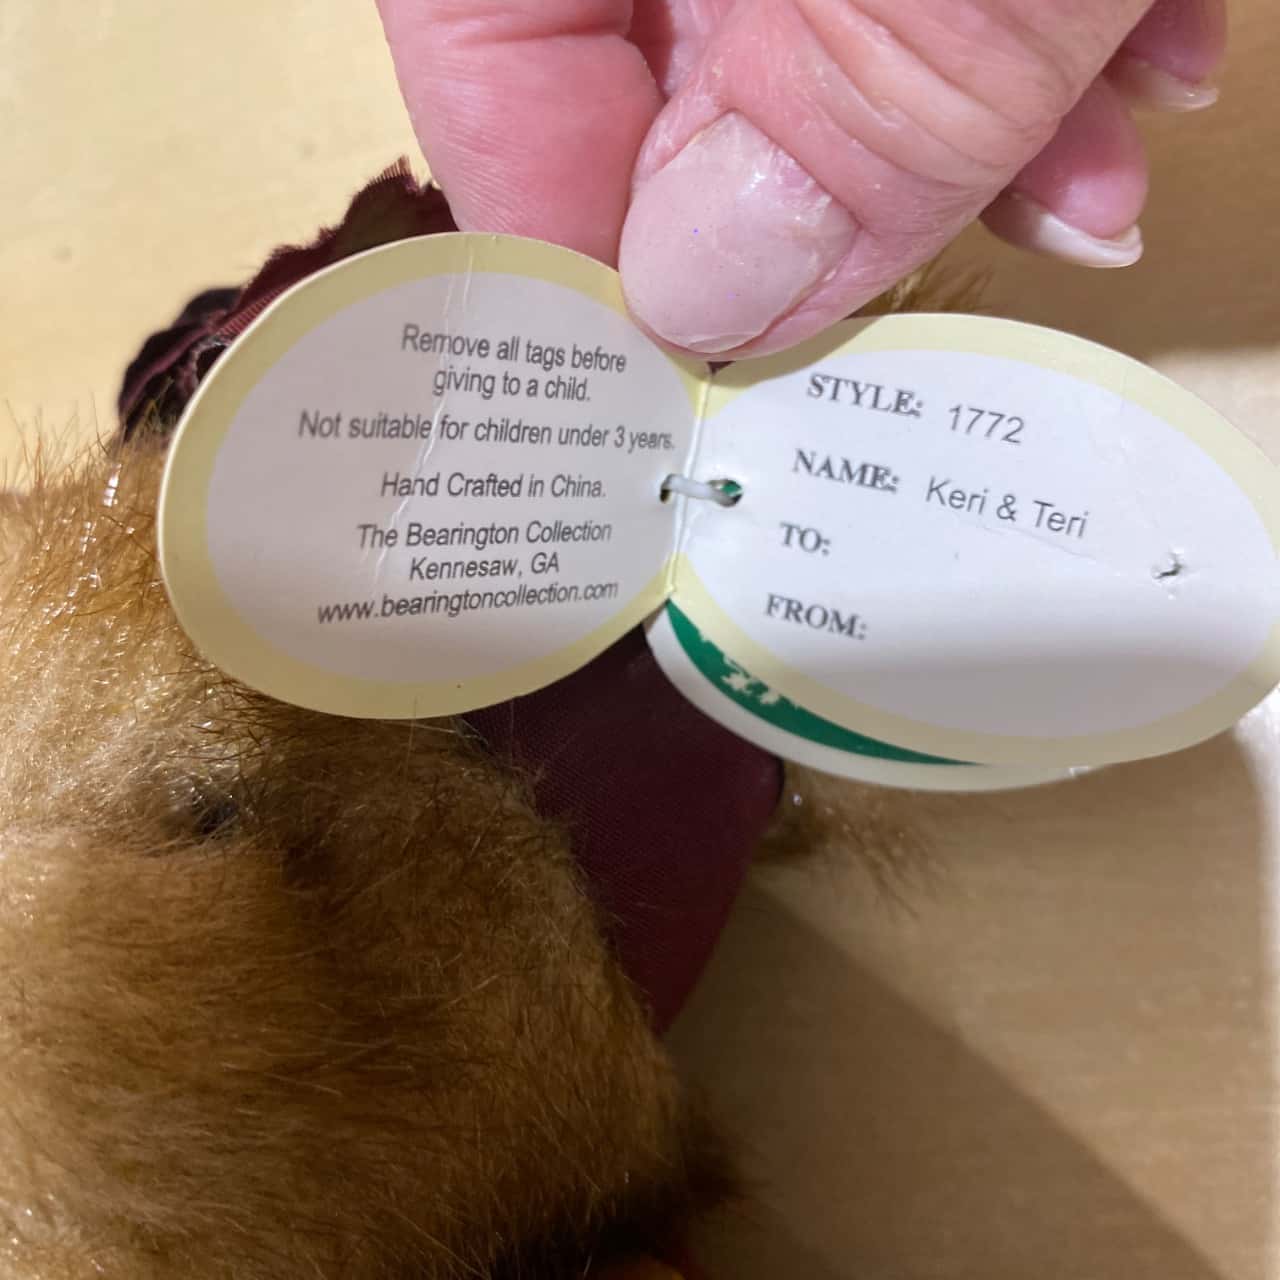 Remove all tags before
giving to a child.
Not suitable for children under 3 years.
Hand Crafted in China.
The Bearington Collection
Kennesaw, GA
www.bearingtoncollection.com
STYLE: 1772
NAME: Keri & Teri
TO:
FROM: